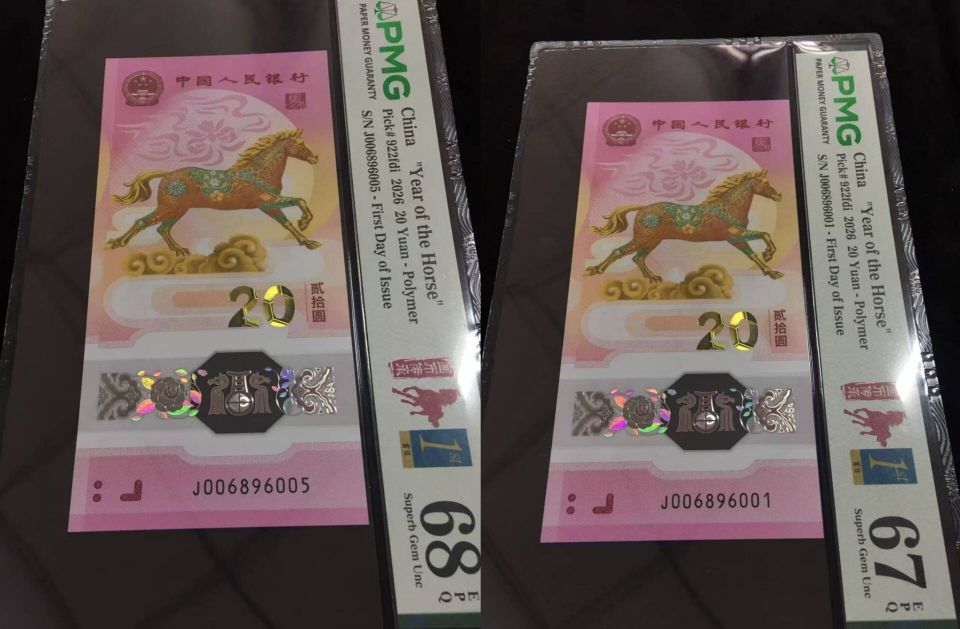 中国人民银行
20
贰拾圆
J006896005
PMG
PAPER MONEY GUARANTY
China "Year of the Horse"
Pick# 922fdi 2026 20 Yuan - Polymer
S/N J006896005 - First Day of Issue
1st
68 EPQ
Superb Gem Unc
中国人民银行
20
贰拾圆
J006896001
PMG
PAPER MONEY GUARANTY
China "Year of the Horse"
Pick# 922fdi 2026 20 Yuan - Polymer
S/N J006896001 - First Day of Issue
1st
67 EPQ
Superb Gem Unc